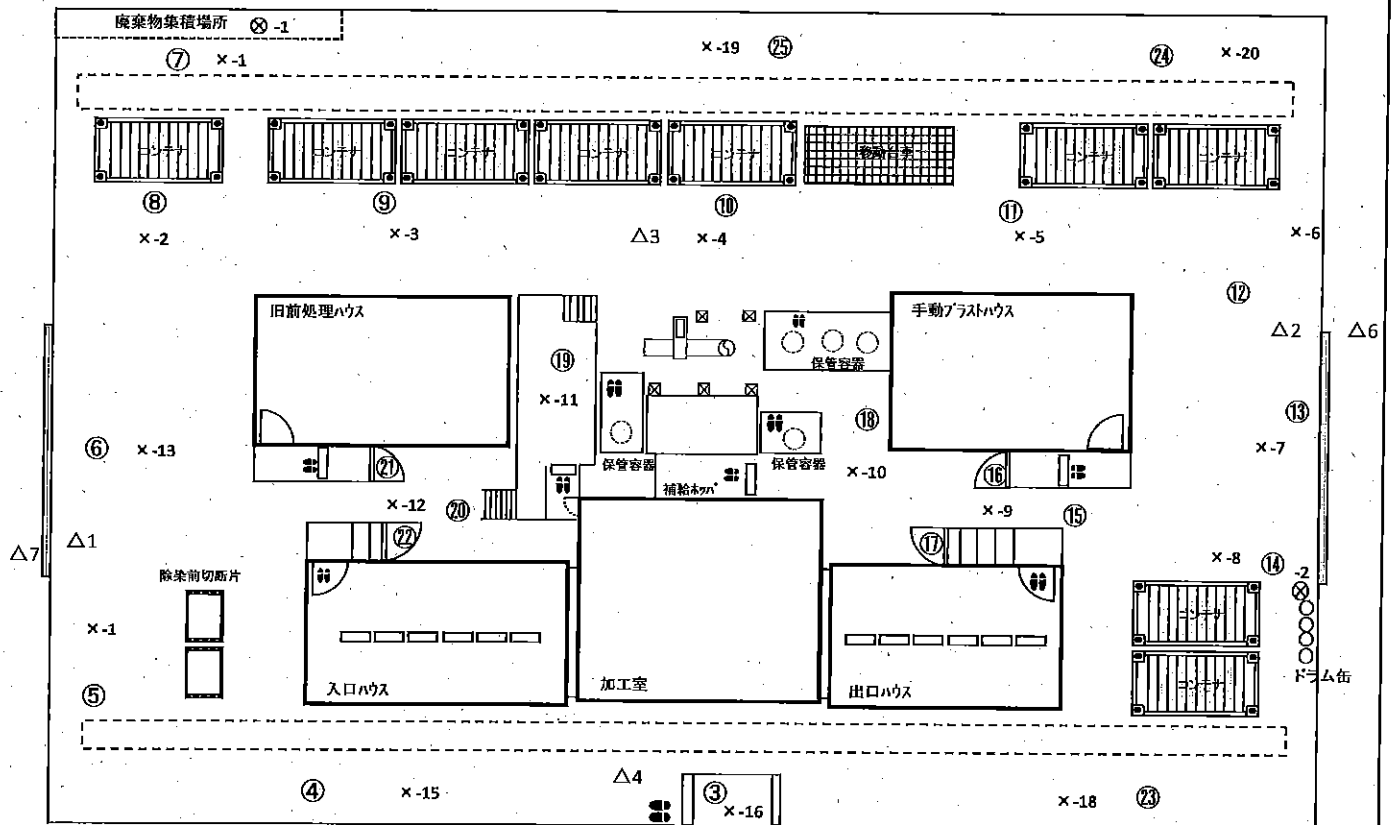 廃棄物集積場所 ⊗ -1
⑦ ×-1
×-19 ㉕
㉔ ×-20
コンテナ コンテナ コンテナ コンテナ コンテナ 移動台車 コンテナ コンテナ
⑧ ⑨ ⑩ ⑪
×-2 ×-3 △3 ×-4 ×-5 ×-6
⑫
旧前処理ハウス
手動ブラストハウス
△2 △6
⑲
保管容器
×-11
⑬
⑱
⑥ ×-13
×-7
㉑
保管容器
保管容器
×-10
⑯
補給ホッパ
×-12 ⑳
×-9 ⑮
㉒
⑰
△7 △1
×-8 ⑭ -2
⊗
除染前切断片
コンテナ
×-1
入口ハウス
加工室
出口ハウス
コンテナ
ドラム缶
⑤
△4
④ ×-15
③ ×-16
×-18 ㉓